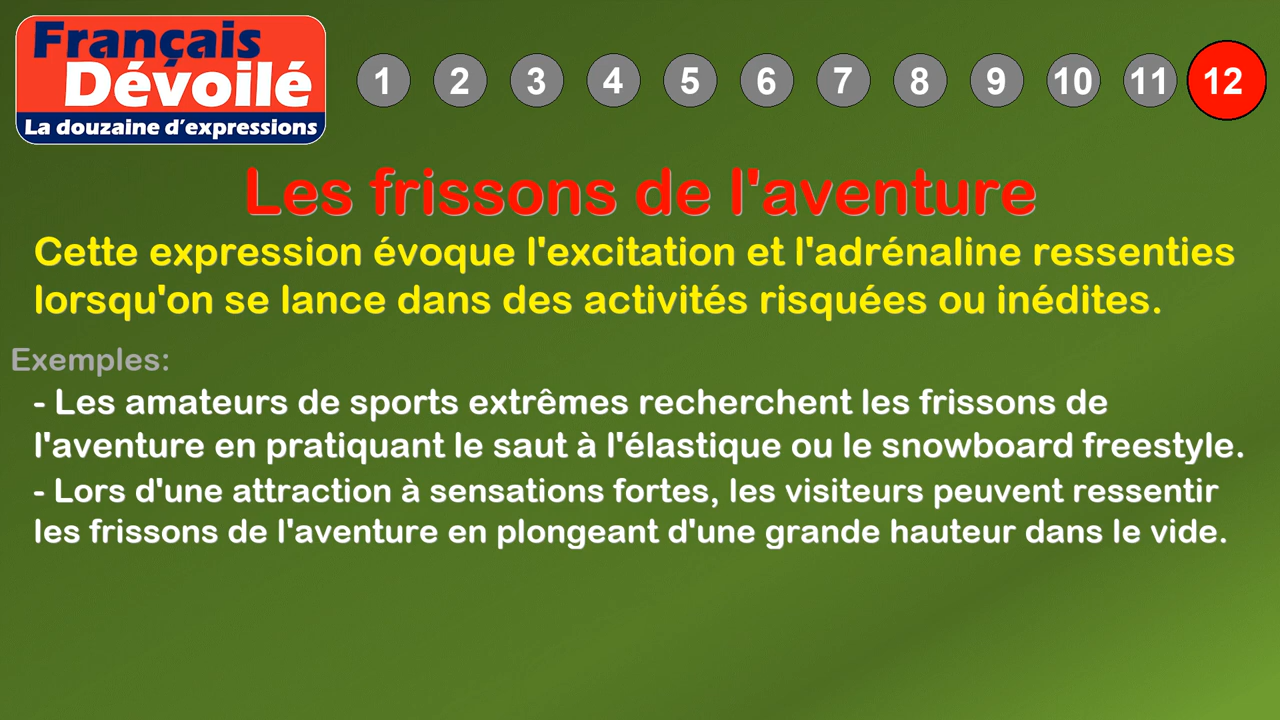 Français
Dévoilé
La douzaine d'expressions
1 2 3 4 5 6 7 8 9 10 11 12
Les frissons de l'aventure
Cette expression évoque l'excitation et l'adrénaline ressenties
lorsqu'on se lance dans des activités risquées ou inédites.
Exemples:
- Les amateurs de sports extrêmes recherchent les frissons de
l'aventure en pratiquant le saut à l'élastique ou le snowboard freestyle.
- Lors d'une attraction à sensations fortes, les visiteurs peuvent ressentir
les frissons de l'aventure en plongeant d'une grande hauteur dans le vide.